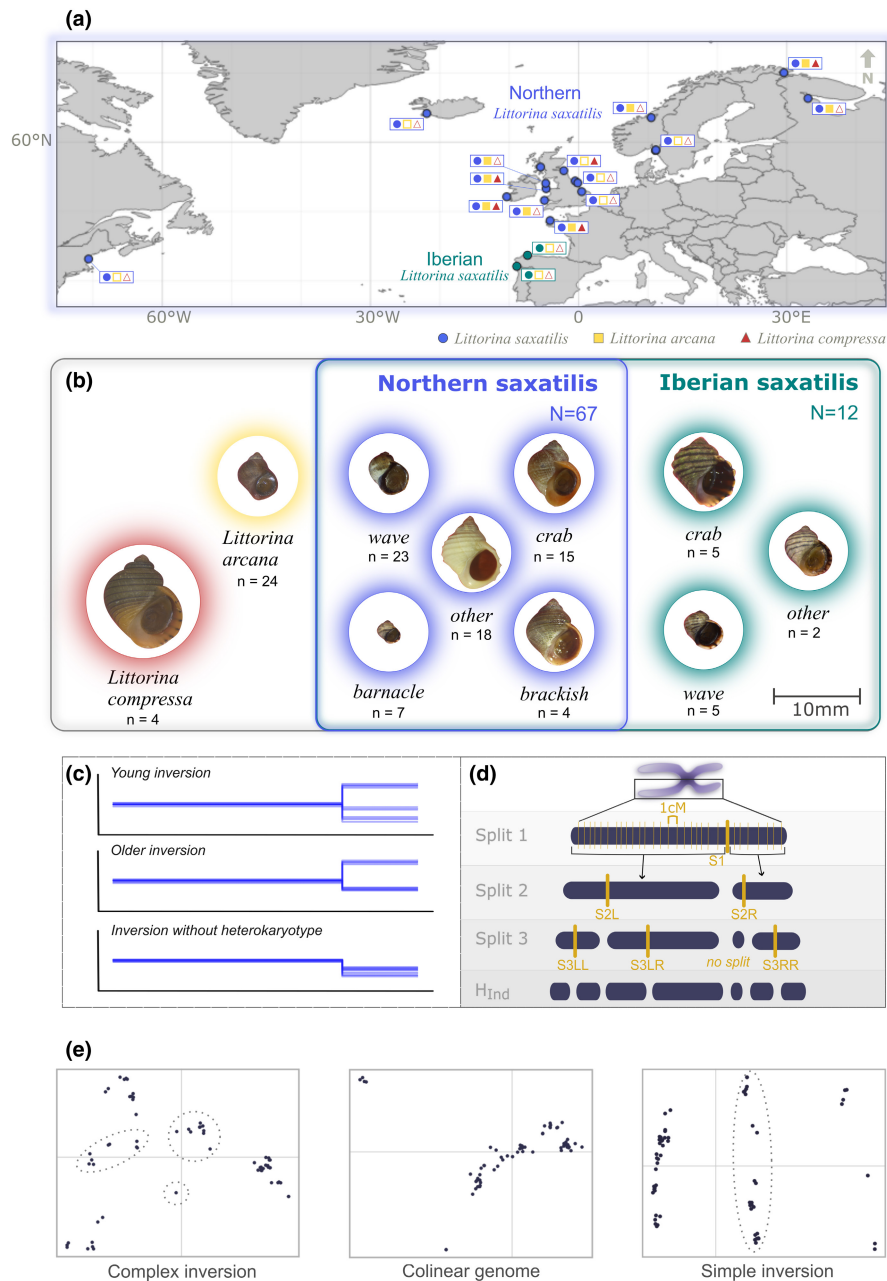 (a)
N
Northern
Littorina saxatilis
60°N
Iberian
Littorina saxatilis
60°W
30°W
0
30°E
Littorina saxatilis
Littorina arcana
Littorina compressa
(b)
Northern saxatilis
N=67
Iberian saxatilis
N=12
Littorina
arcana
n = 24
wave
n = 23
crab
n = 15
crab
n = 5
other
n = 18
other
n = 2
Littorina
compressa
n = 4
barnacle
n = 7
brackish
n = 4
wave
n = 5
10mm
(c)
Young inversion
Older inversion
Inversion without heterokaryotype
(d)
1cM
Split 1
S1
Split 2
S2L
S2R
Split 3
S3LL
S3LR
no split
S3RR
HInd
(e)
Complex inversion
Colinear genome
Simple inversion